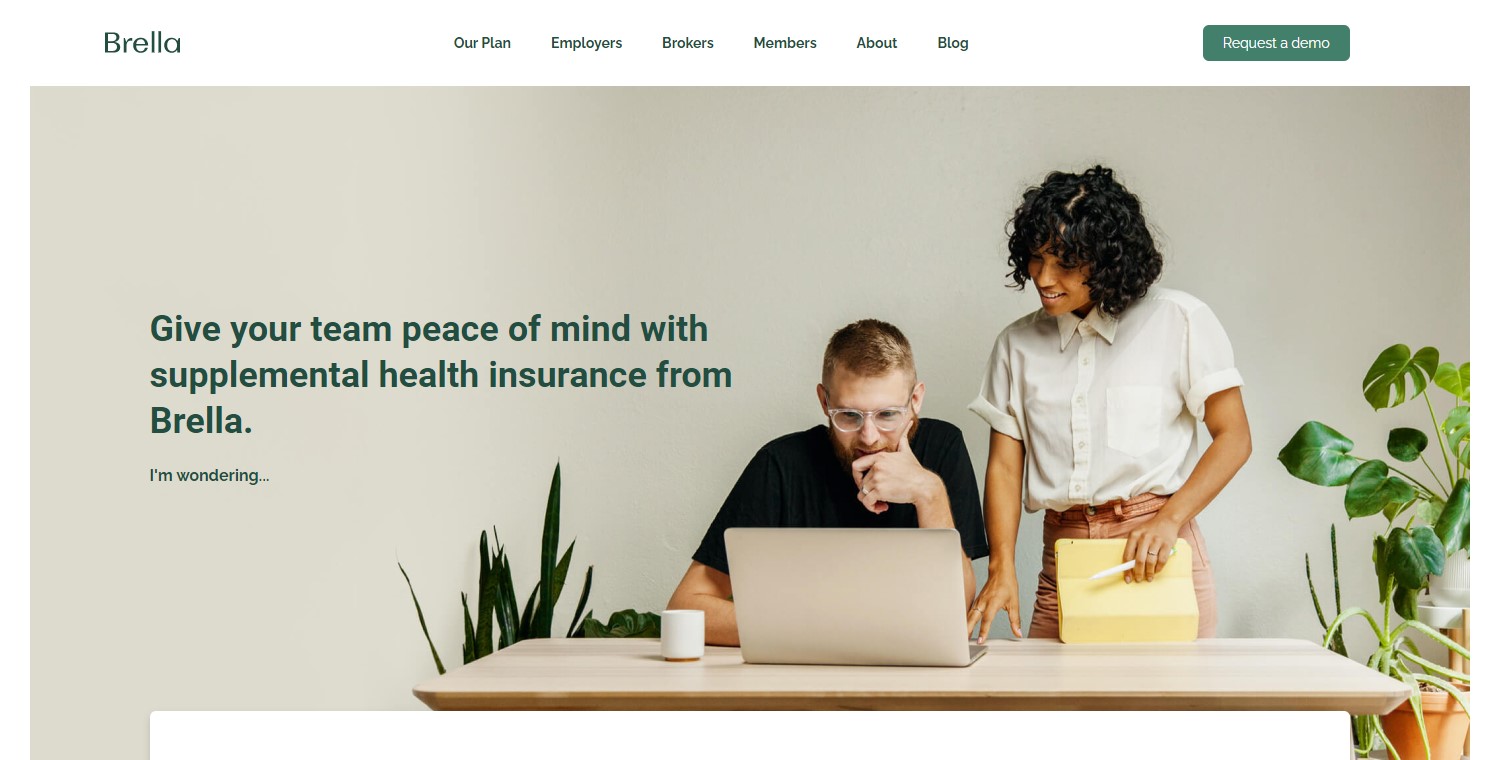 Brella
Our Plan
Employers
Brokers
Members
About
Blog
Request a demo
Give your team peace of mind with
supplemental health insurance from
Brella.
I'm wondering...